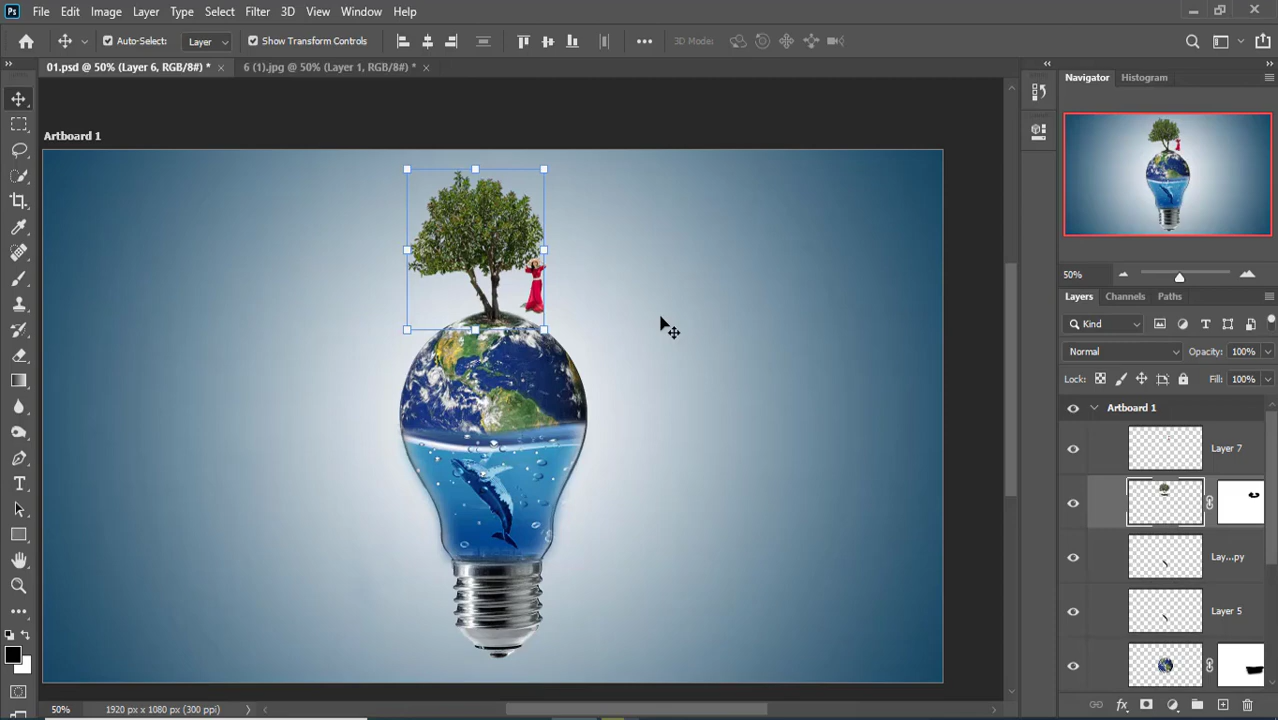 Ps File Edit Image Layer Type Select Filter 3D View Window Help
Auto-Select: Layer Show Transform Controls 3D Mode:
01.psd @ 50% (Layer 6, RGB/8#) * × 6 (1).jpg @ 50% (Layer 1, RGB/8#) * ×
Navigator Histogram
Artboard 1
50%
Layers Channels Paths
Kind
Normal Opacity: 100%
Lock: Fill: 100%
Artboard 1
Layer 7
Lay...py
Layer 5
50% 1920 px x 1080 px (300 ppi)